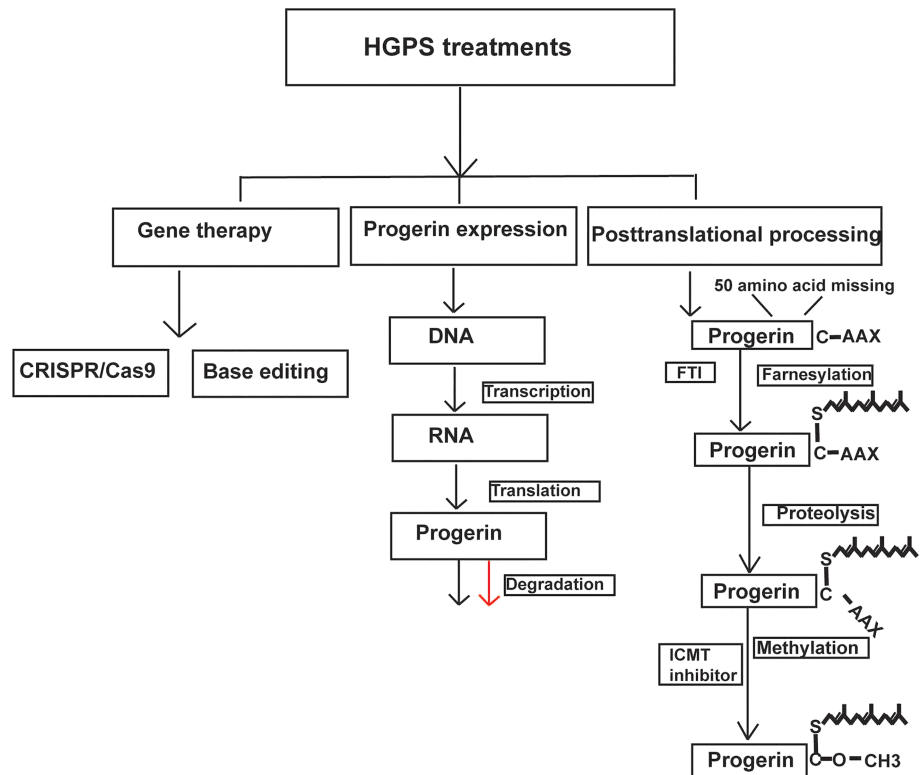 HGPS treatments
Gene therapy
Progerin expression
Posttranslational processing
CRISPR/Cas9
Base editing
DNA
Transcription
RNA
Translation
Progerin
Degradation
50 amino acid missing
Progerin
C-AAX
FTI
Farnesylation
S
Progerin
C-AAX
Proteolysis
S
Progerin
C
-AAX
ICMT
inhibitor
Methylation
S
Progerin
C-O-CH3